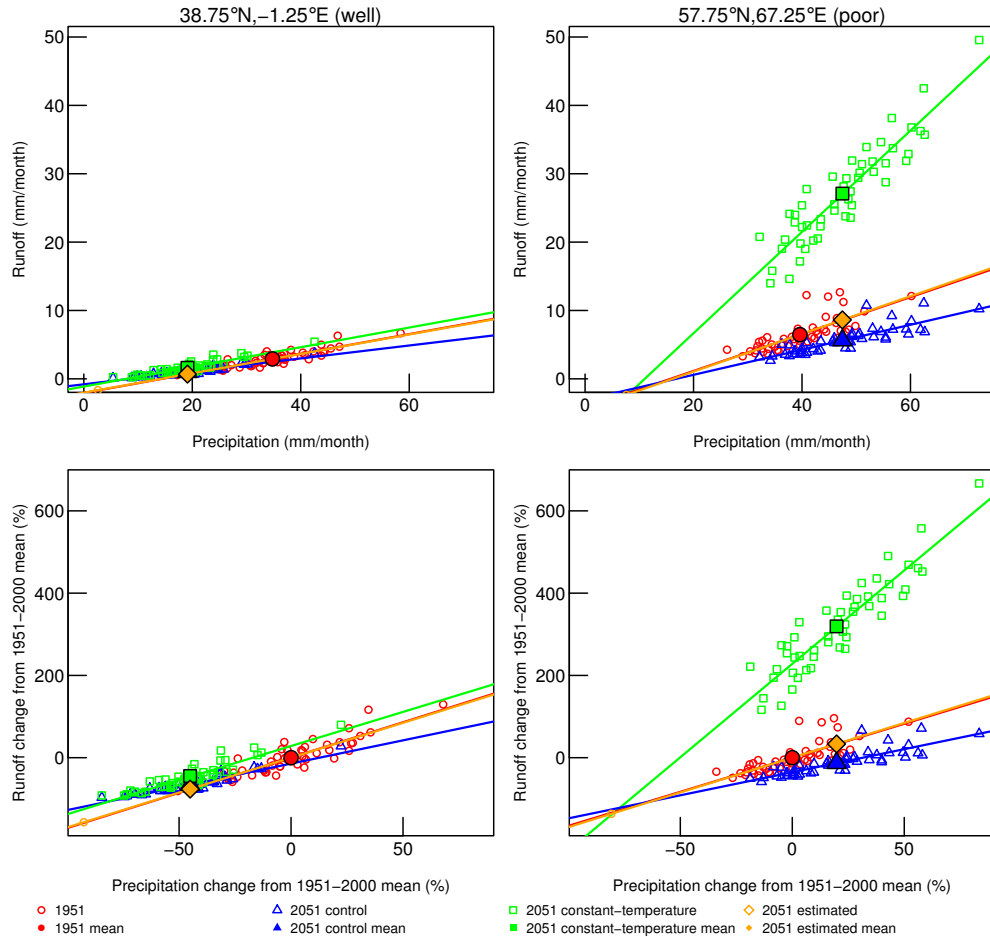 38.75°N,−1.25°E (well)
57.75°N,67.25°E (poor)
Runoff (mm/month)
50
40
30
20
10
0
0 20 40 60
Precipitation (mm/month)
Runoff (mm/month)
50
40
30
20
10
0
0 20 40 60
Precipitation (mm/month)
Runoff change from 1951−2000 mean (%)
600
400
200
0
−50 0 50
Precipitation change from 1951−2000 mean (%)
Runoff change from 1951−2000 mean (%)
600
400
200
0
−50 0 50
Precipitation change from 1951−2000 mean (%)
1951
1951 mean
2051 control
2051 control mean
2051 constant−temperature
2051 constant−temperature mean
2051 estimated
2051 estimated mean